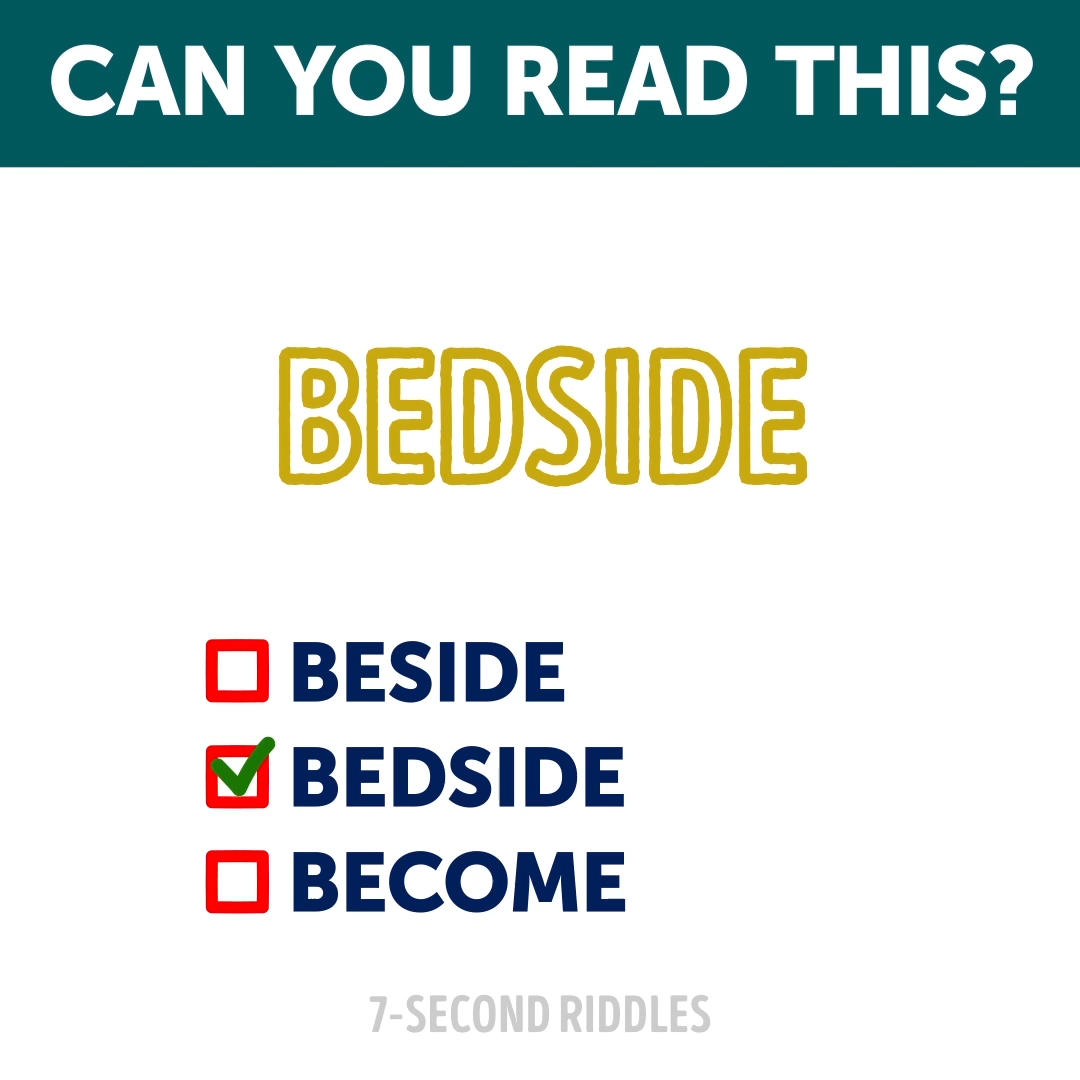 CAN YOU READ THIS?
BEDSIDE
BESIDE
BEDSIDE
BECOME
7-SECOND RIDDLES